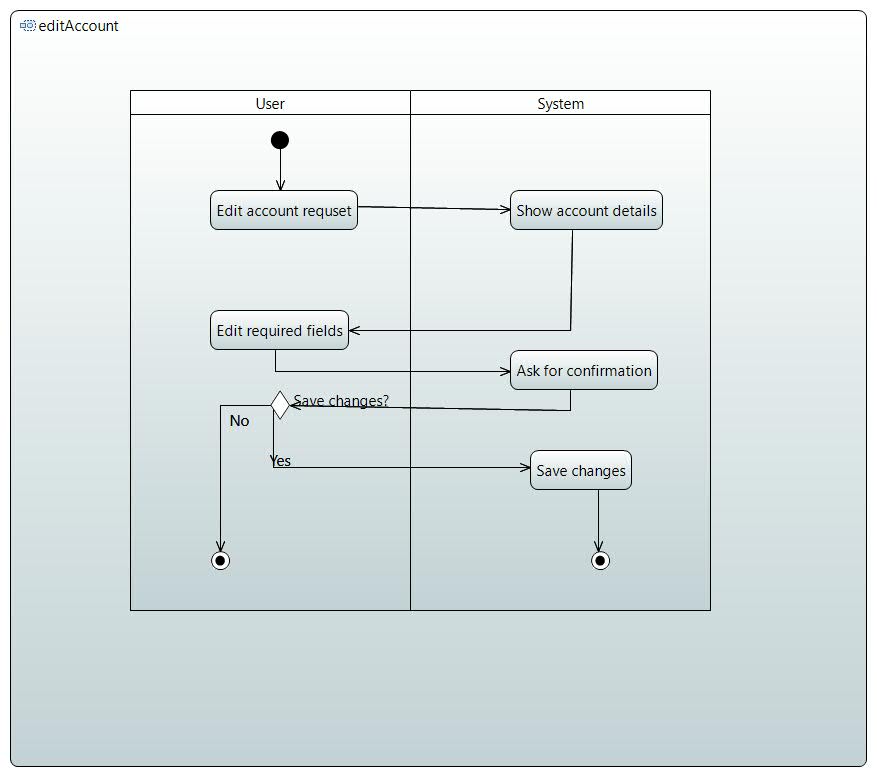 editAccount
User
System
Edit account requset
Show account details
Edit required fields
Ask for confirmation
Save changes?
No
Yes
Save changes